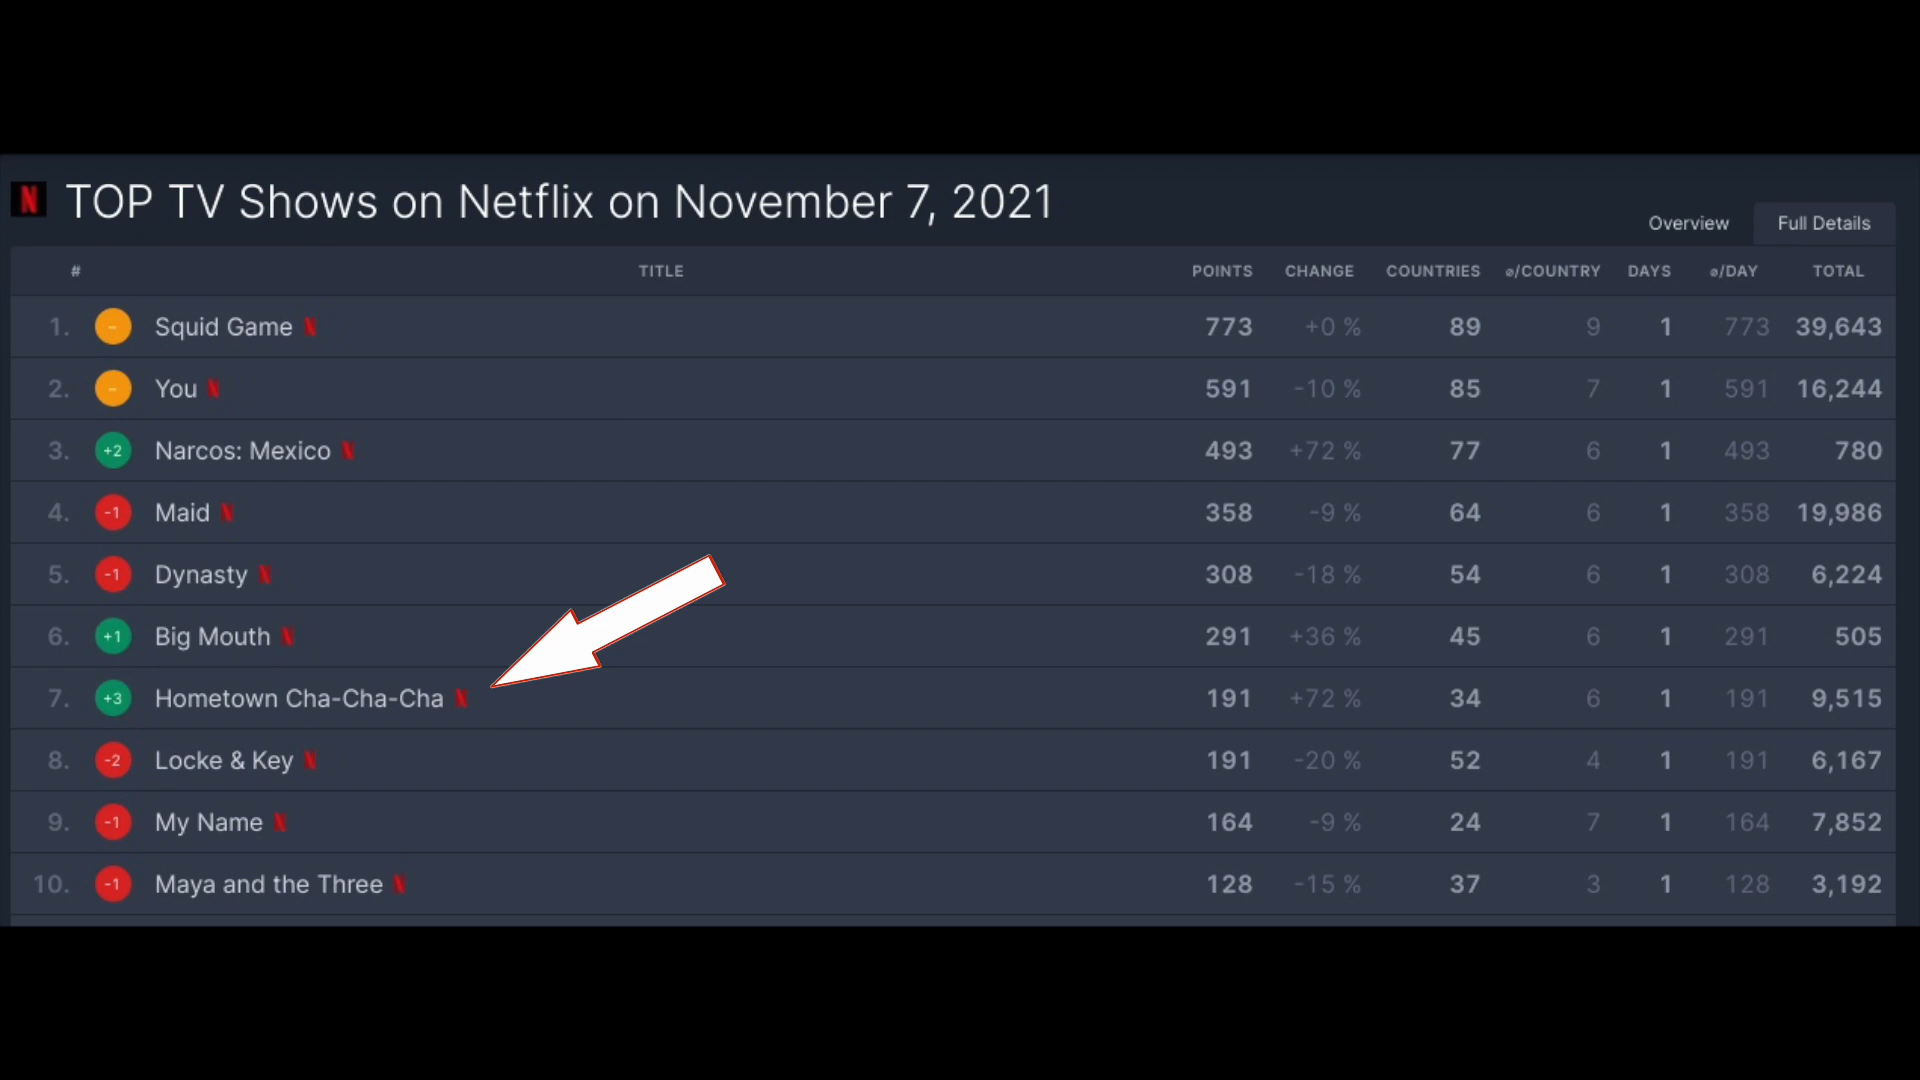 N TOP TV Shows on Netflix on November 7, 2021
Overview Full Details
# TITLE POINTS CHANGE COUNTRIES ⌀/COUNTRY DAYS ⌀/DAY TOTAL
1. – Squid Game N 773 +0 % 89 9 1 773 39,643
2. – You N 591 -10 % 85 7 1 591 16,244
3. +2 Narcos: Mexico N 493 +72 % 77 6 1 493 780
4. -1 Maid N 358 -9 % 64 6 1 358 19,986
5. -1 Dynasty N 308 -18 % 54 6 1 308 6,224
6. +1 Big Mouth N 291 +36 % 45 6 1 291 505
7. +3 Hometown Cha-Cha-Cha N 191 +72 % 34 6 1 191 9,515
8. -2 Locke & Key N 191 -20 % 52 4 1 191 6,167
9. -1 My Name N 164 -9 % 24 7 1 164 7,852
10. -1 Maya and the Three N 128 -15 % 37 3 1 128 3,192